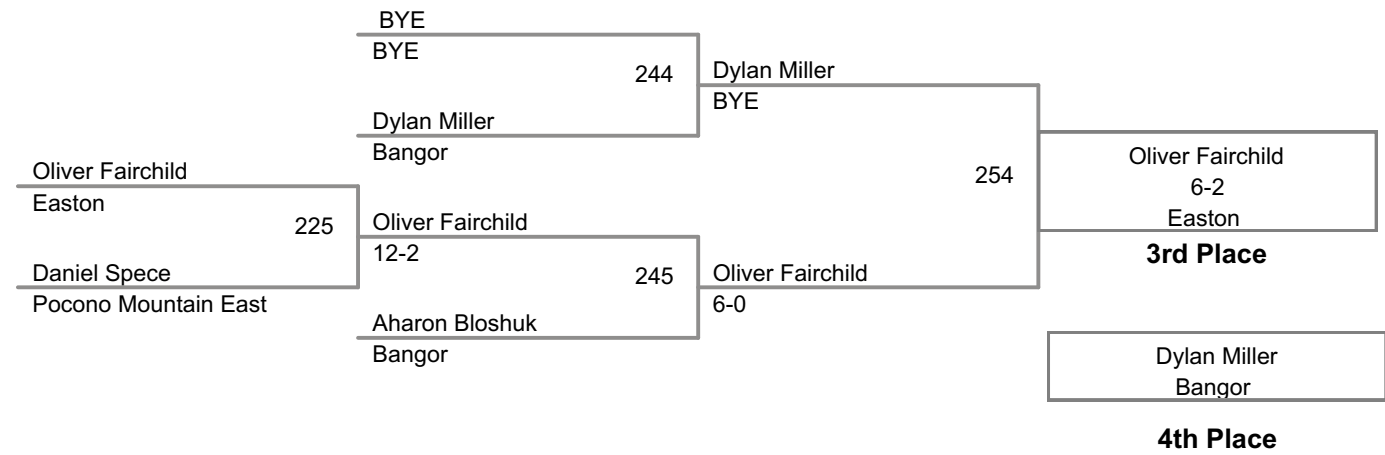 BYE
BYE
244
Dylan Miller
Bangor
Dylan Miller
BYE
Oliver Fairchild
Easton
225
Daniel Spece
Pocono Mountain East
Oliver Fairchild
12-2
245
Aharon Bloshuk
Bangor
Oliver Fairchild
6-0
254
Oliver Fairchild
6-2
Easton
3rd Place
Dylan Miller
Bangor
4th Place